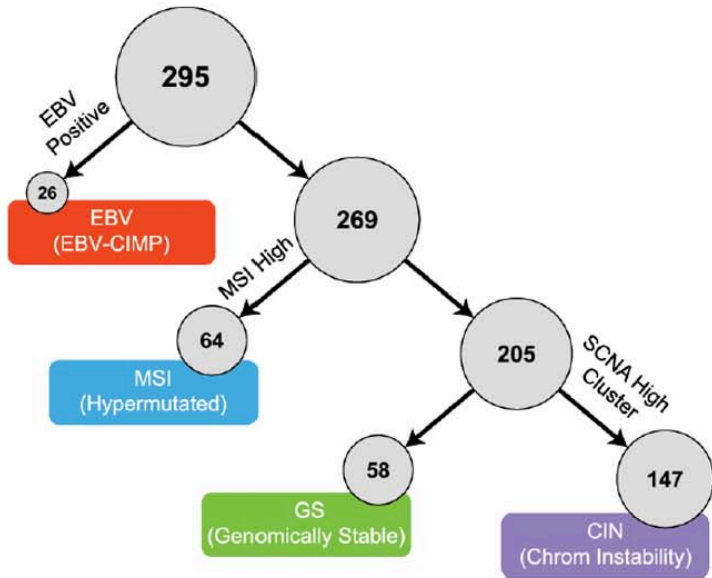 295
EBV
Positive
26
EBV
(EBV-CIMP)
269
MSI High
64
MSI
(Hypermutated)
205
SCNA High
Cluster
58
GS
(Genomically Stable)
147
CIN
(Chrom Instability)